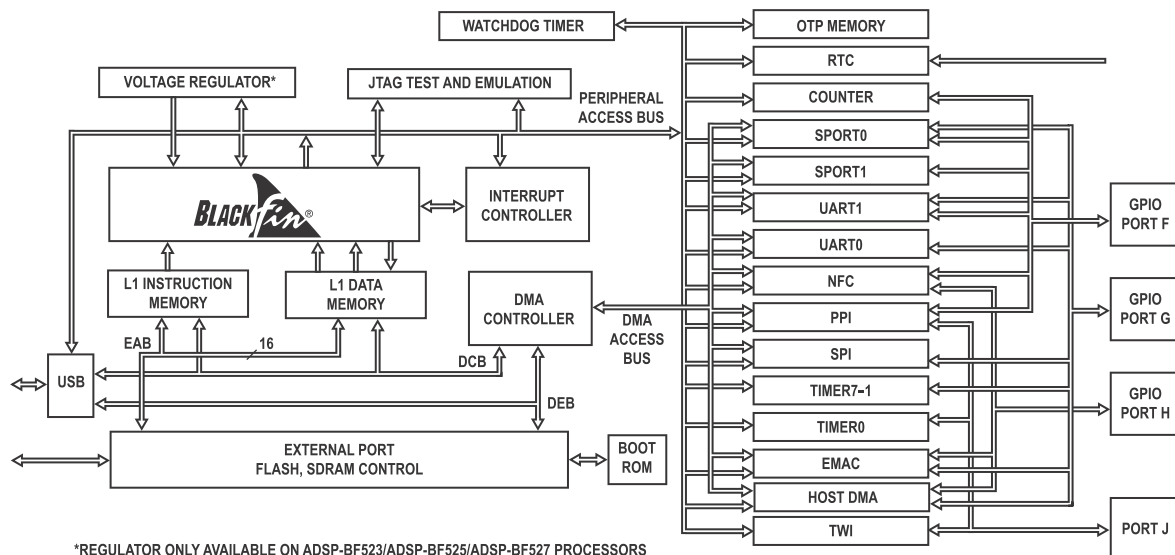 WATCHDOG TIMER
OTP MEMORY
RTC
VOLTAGE REGULATOR*
JTAG TEST AND EMULATION
PERIPHERAL
ACCESS BUS
COUNTER
SPORT0
SPORT1
BLACKfin®
INTERRUPT
CONTROLLER
UART1
GPIO
PORT F
UART0
L1 INSTRUCTION
MEMORY
L1 DATA
MEMORY
DMA
CONTROLLER
NFC
GPIO
PORT G
PPI
DMA
ACCESS
BUS
EAB
16
DCB
SPI
USB
TIMER7–1
DEB
GPIO
PORT H
TIMER0
EXTERNAL PORT
FLASH, SDRAM CONTROL
BOOT
ROM
EMAC
HOST DMA
TWI
PORT J
*REGULATOR ONLY AVAILABLE ON ADSP-BF523/ADSP-BF525/ADSP-BF527 PROCESSORS